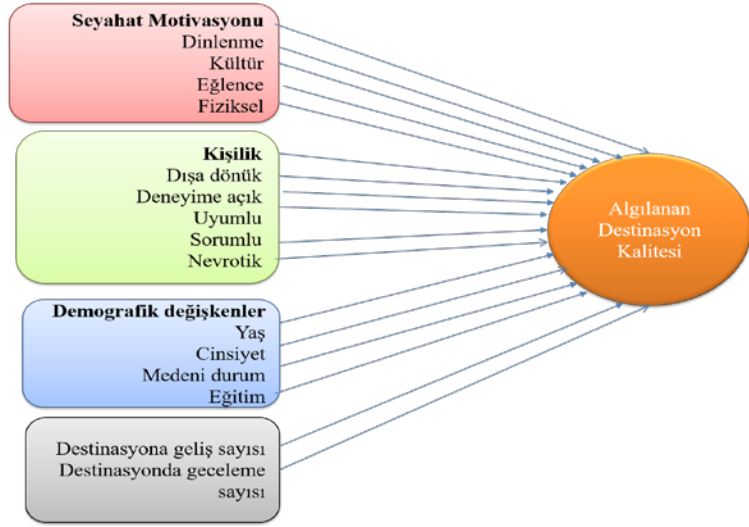 Seyahat Motivasyonu
Dinlenme
Kültür
Eğlence
Fiziksel
Kişilik
Dışa dönük
Deneyime açık
Uyumlu
Sorumlu
Nevrotik
Demografik değişkenler
Yaş
Cinsiyet
Medeni durum
Eğitim
Destinasyona geliş sayısı
Destinasyonda geceleme
sayısı
Algılanan
Destinasyon
Kalitesi